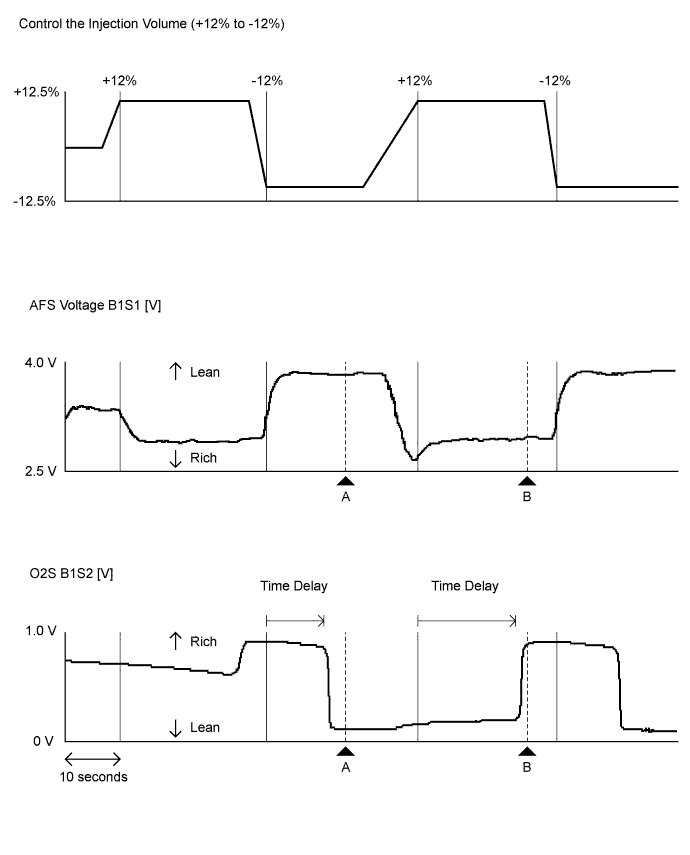 Control the Injection Volume (+12% to -12%)
+12% -12% +12% -12%
+12.5%
-12.5%
AFS Voltage B1S1 [V]
4.0 V
Lean
Rich
2.5 V
A B
O2S B1S2 [V]
Time Delay Time Delay
1.0 V
Rich
Lean
0 V
A B
10 seconds